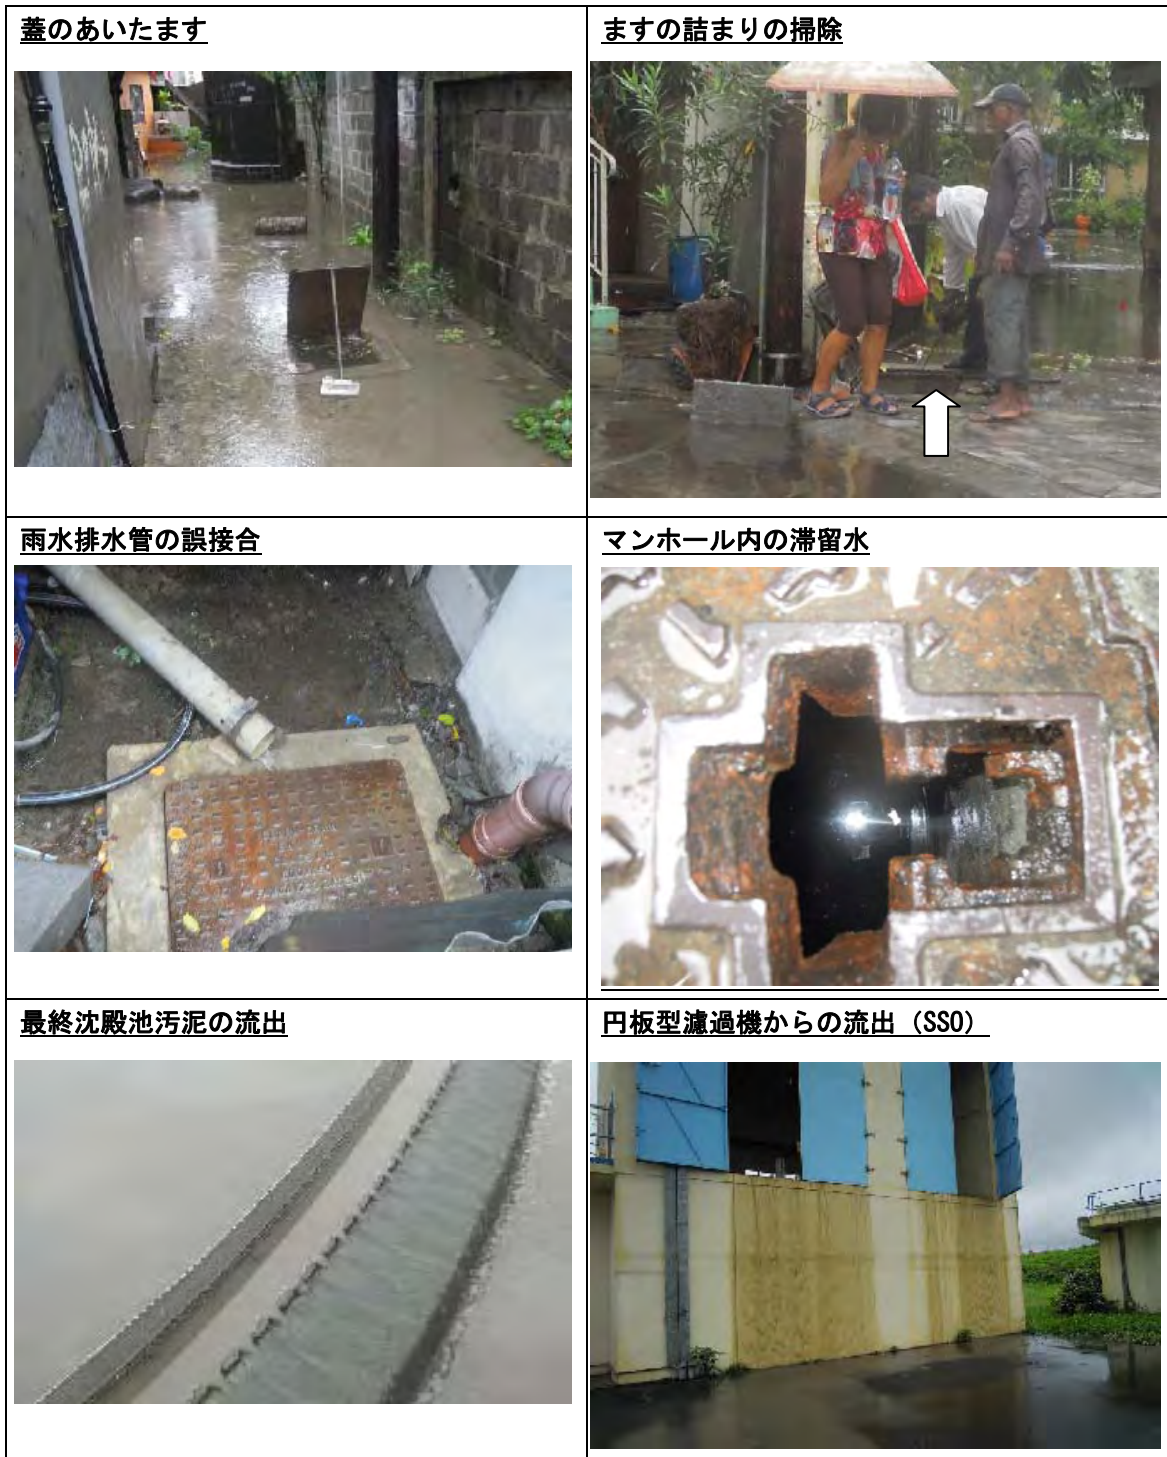 蓋のあいたます
ますの詰まりの掃除
雨水排水管の誤接合
マンホール内の滞留水
最終沈殿池汚泥の流出
円板型濾過機からの流出（SSO）